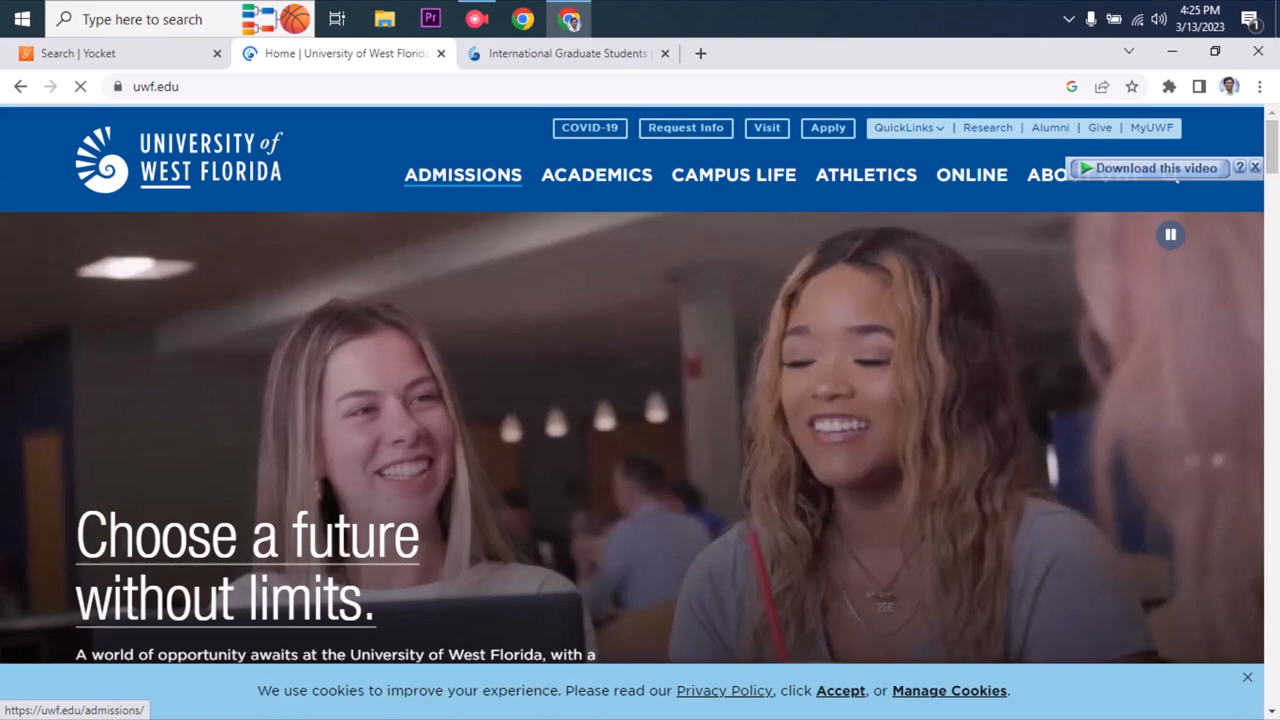 Type here to search
Pr
4:25 PM
3/13/2023
1
Search | Yocket
Home | University of West Florida
International Graduate Students |
uwf.edu
UNIVERSITY of
WEST FLORIDA
COVID-19
Request Info
Visit
Apply
QuickLinks
Research
Alumni
Give
MyUWF
ADMISSIONS
ACADEMICS
CAMPUS LIFE
ATHLETICS
ONLINE
Download this video
?
Choose a future
without limits.
A world of opportunity awaits at the University of West Florida, with a
We use cookies to improve your experience. Please read our Privacy Policy, click Accept, or Manage Cookies.
https://uwf.edu/admissions/